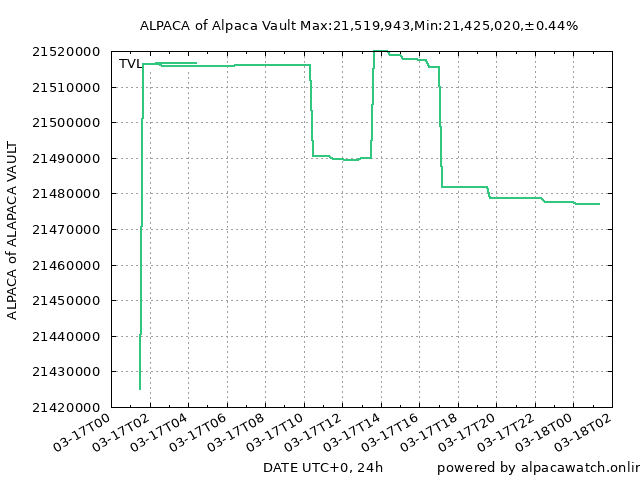 ALPACA of Alpaca Vault Max:21,519,943,Min:21,425,020,±0.44%
TVL
21520000
21510000
21500000
21490000
21480000
21470000
21460000
21450000
21440000
21430000
21420000
ALPACA of ALAPACA VAULT
03-17T00
03-17T02
03-17T04
03-17T06
03-17T08
03-17T10
03-17T12
03-17T14
03-17T16
03-17T18
03-17T20
03-17T22
03-18T00
03-18T02
DATE UTC+0, 24h
powered by alpacawatch.onlin